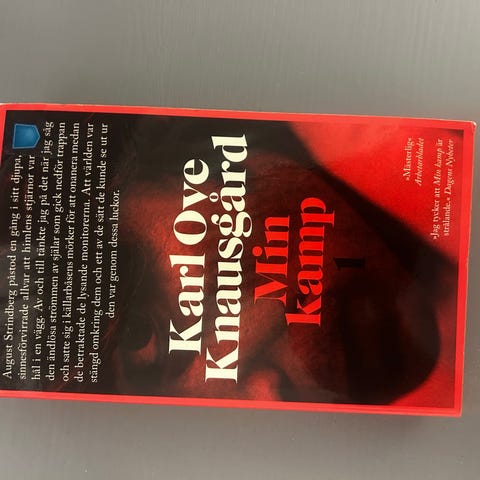 August Strindberg påstod en gång i sitt djupa,
sinnesförvirrade allvar att himlens stjärnor var
hål i en vägg. Av och till tänkte jag på det när jag såg
den ändlösa strömmen av själar som gick nedför trappan
och satte sig i källarbåsens mörker för att onanera medan
de betraktade de lysande monitorerna. Att världen var
stängd omkring dem och ett av de sätt de kunde se ut ur
den var genom dessa luckor.
Karl Ove
Knausgård
Min
kamp
1
»Mästerlig»
Arbetarbladet
»Jag tycker att Min kamp är
strålande.» Dagens Nyheter